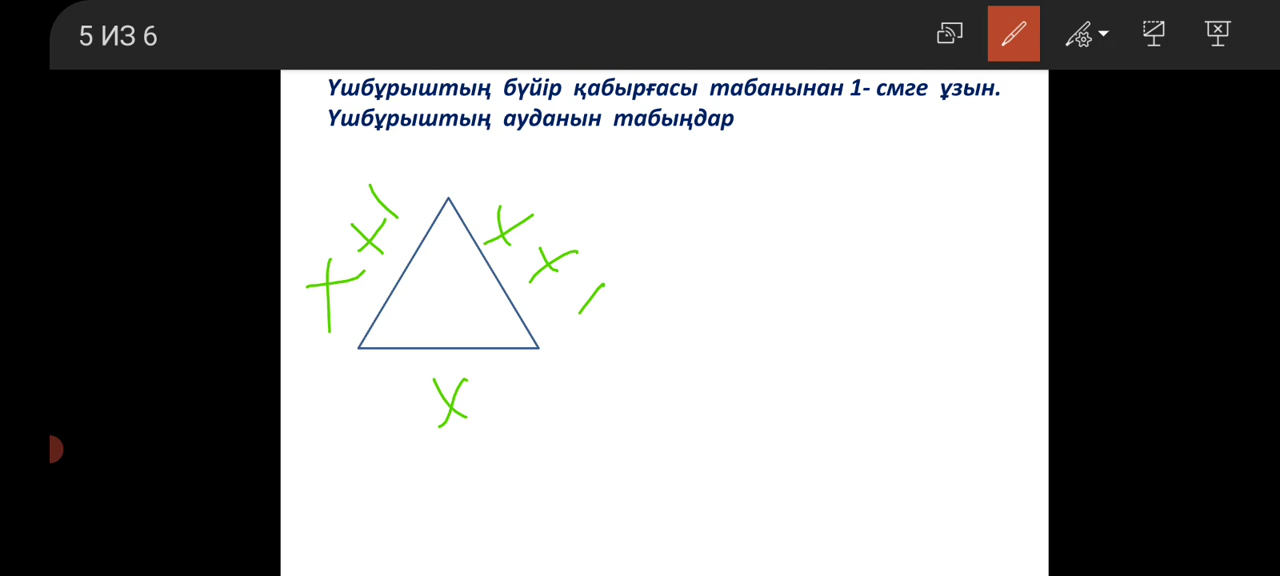 5 ИЗ 6
Үшбұрыштың бүйір қабырғасы табанынан 1- смге ұзын.
Үшбұрыштың ауданын табыңдар
x x 1
x x 1
x